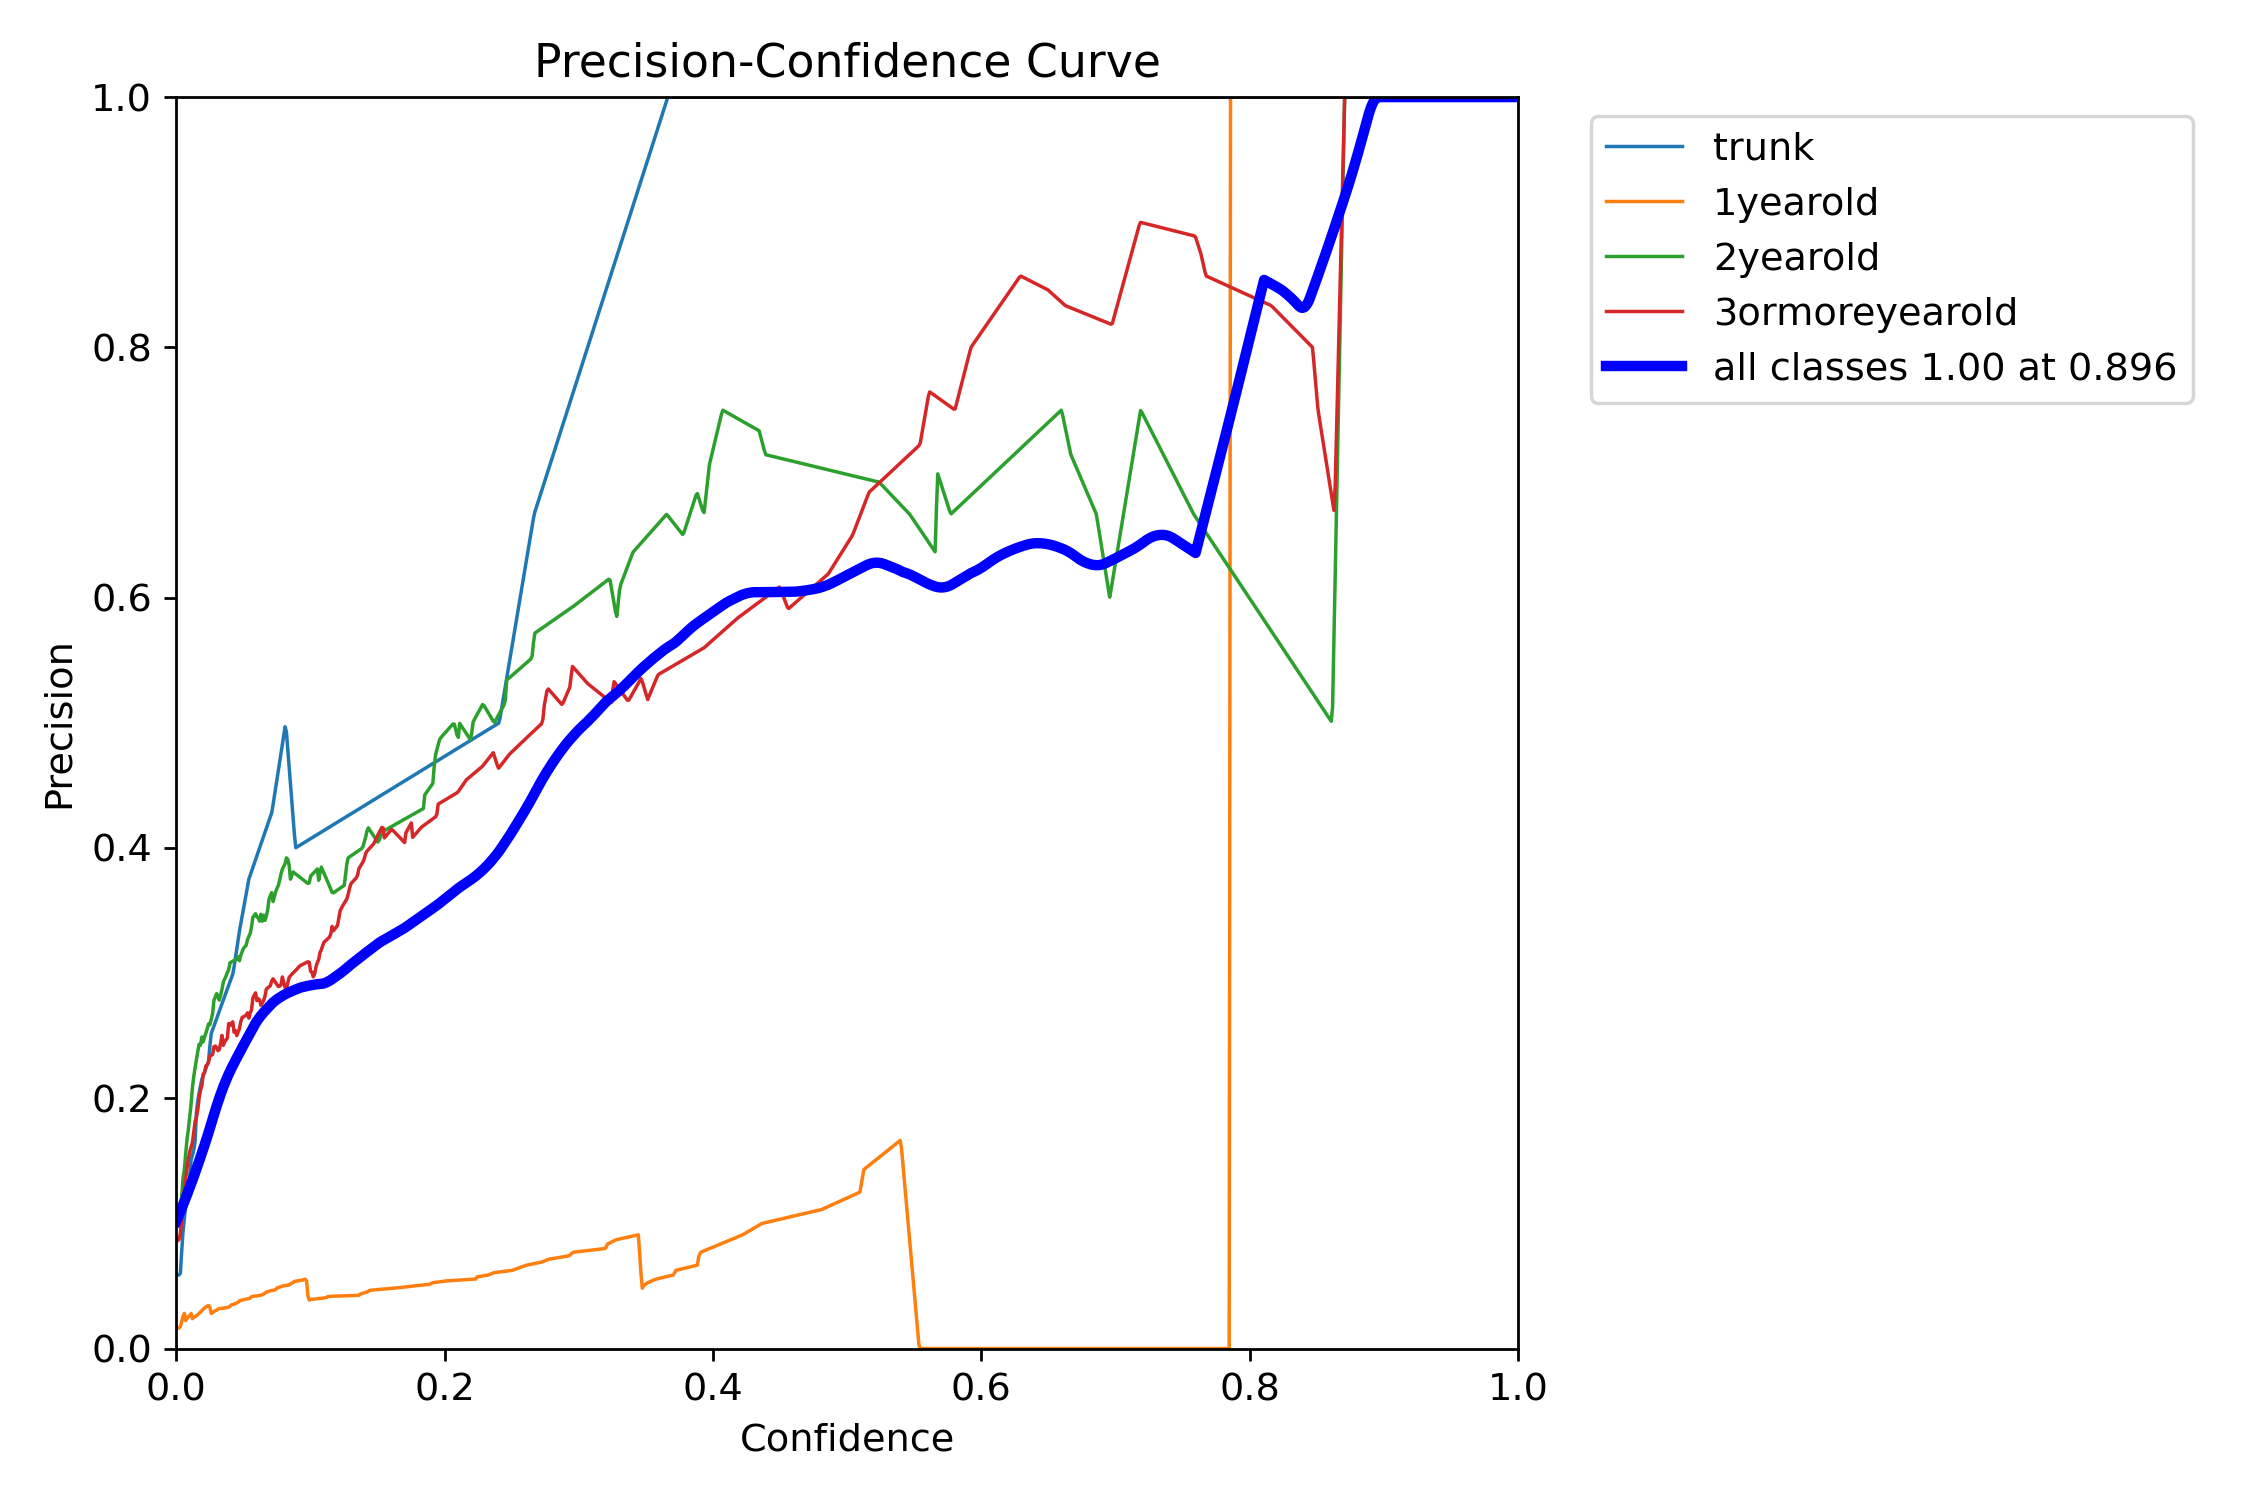 Precision-Confidence Curve
1.0
0.8
0.6
0.4
0.2
0.0
Precision
0.0 0.2 0.4 0.6 0.8 1.0
Confidence
trunk
1yearold
2yearold
3ormoreyearold
all classes 1.00 at 0.896